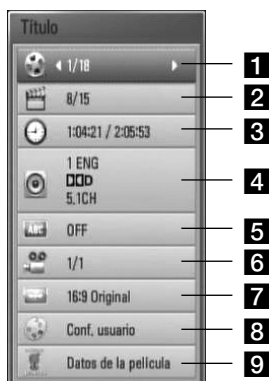 Título
1/18
1
8/15
2
1:04:21 / 2:05:53
3
1 ENG
D
5.1CH
4
ABC
OFF
5
1/1
6
16:9 Original
7
Conf. usuario
8
Datos de la película
9